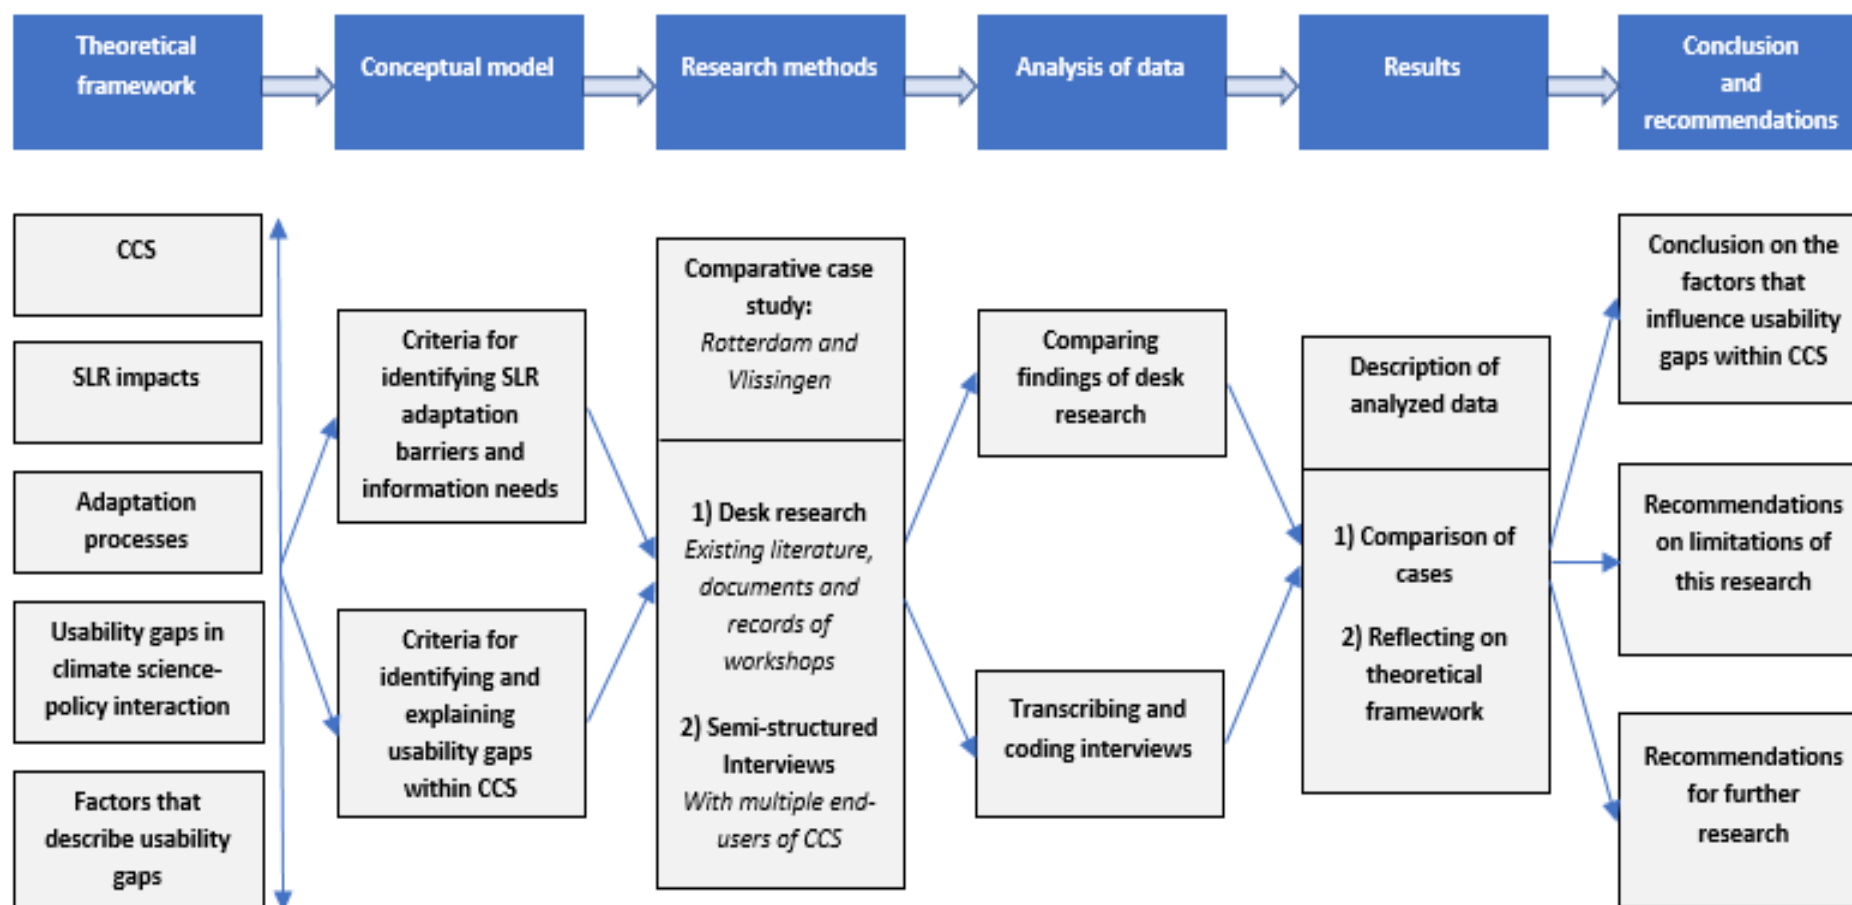 Theoretical
framework
Conceptual model
Research methods
Analysis of data
Results
Conclusion
and
recommendations
CCS
SLR impacts
Adaptation
processes
Usability gaps in
climate science-
policy interaction
Factors that
describe usability
gaps
Criteria for
identifying SLR
adaptation
barriers and
information needs
Criteria for
identifying and
explaining
usability gaps
within CCS
Comparative case
study:
Rotterdam and
Vlissingen
1) Desk research
Existing literature,
documents and
records of
workshops
2) Semi-structured
Interviews
With multiple end-
users of CCS
Comparing
findings of desk
research
Transcribing and
coding interviews
Description of
analyzed data
1) Comparison of
cases
2) Reflecting on
theoretical
framework
Conclusion on the
factors that
influence usability
gaps within CCS
Recommendations
on limitations of
this research
Recommendations
for further
research